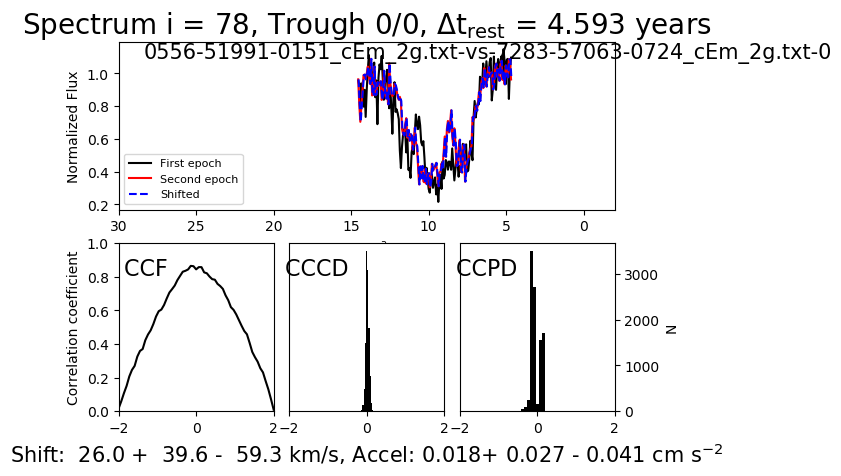 Spectrum i = 78, Trough 0/0, Δt_rest = 4.593 years
0556-51991-0151_cEm_2g.txt-vs-7283-57063-0724_cEm_2g.txt-0
Normalized Flux
1.0
0.8
0.6
0.4
0.2
First epoch
Second epoch
Shifted
30 25 20 15 10 5 0
Correlation coefficient
1.0
0.8
0.6
0.4
0.2
0.0
CCF
CCCD
CCPD
3000
2000
1000
0
N
−2 0 2
−2 0 2
−2 0 2
Shift: 26.0 + 39.6 - 59.3 km/s, Accel: 0.018+ 0.027 - 0.041 cm s⁻²